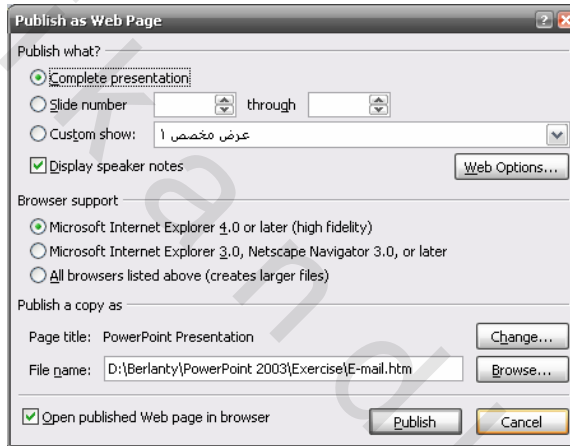 Publish as Web Page
Publish what?
Complete presentation
Slide number through
Custom show: عرض مخصص ١
Display speaker notes Web Options...
Browser support
Microsoft Internet Explorer 4.0 or later (high fidelity)
Microsoft Internet Explorer 3.0, Netscape Navigator 3.0, or later
All browsers listed above (creates larger files)
Publish a copy as
Page title: PowerPoint Presentation Change...
File name: D:\Berlanty\PowerPoint 2003\Exercise\E-mail.htm Browse...
Open published Web page in browser Publish Cancel